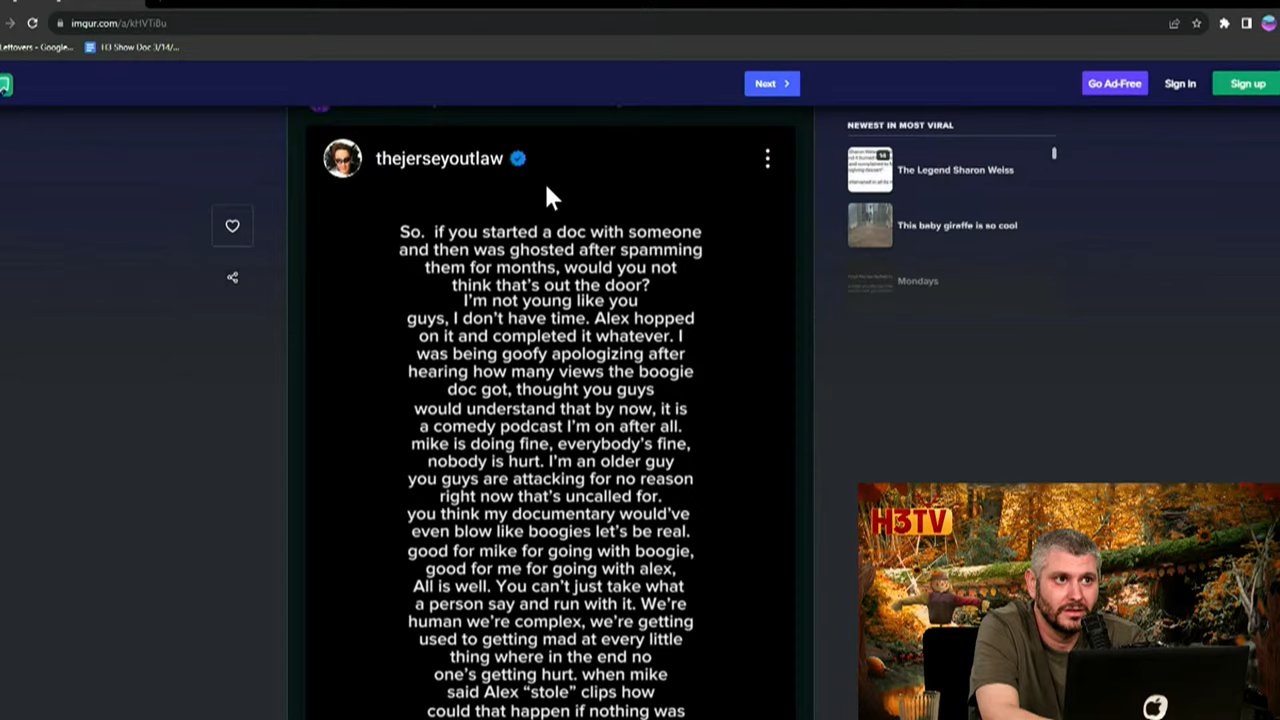 imgur.com/a/kHVTiBu
Leftovers - Google...
H3 Show Doc 3/14/...
Next
Go Ad-Free
Sign in
Sign up
thejerseyoutlaw
NEWEST IN MOST VIRAL
The Legend Sharon Weiss
This baby giraffe is so cool
Mondays
So.  if you started a doc with someone
and then was ghosted after spamming
them for months, would you not
think that's out the door?
I'm not young like you
guys, I don't have time. Alex hopped
on it and completed it whatever. I
was being goofy apologizing after
hearing how many views the boogie
doc got, thought you guys
would understand that by now, it is
a comedy podcast I'm on after all.
mike is doing fine, everybody's fine,
nobody is hurt. I'm an older guy
you guys are attacking for no reason
right now that's uncalled for.
you think my documentary would've
even blow like boogies let's be real.
good for mike for going with boogie,
good for me for going with alex,
All is well. You can't just take what
a person say and run with it. We're
human we're complex, we're getting
used to getting mad at every little
thing where in the end no
one's getting hurt. when mike
said Alex "stole" clips how
could that happen if nothing was
H3TV